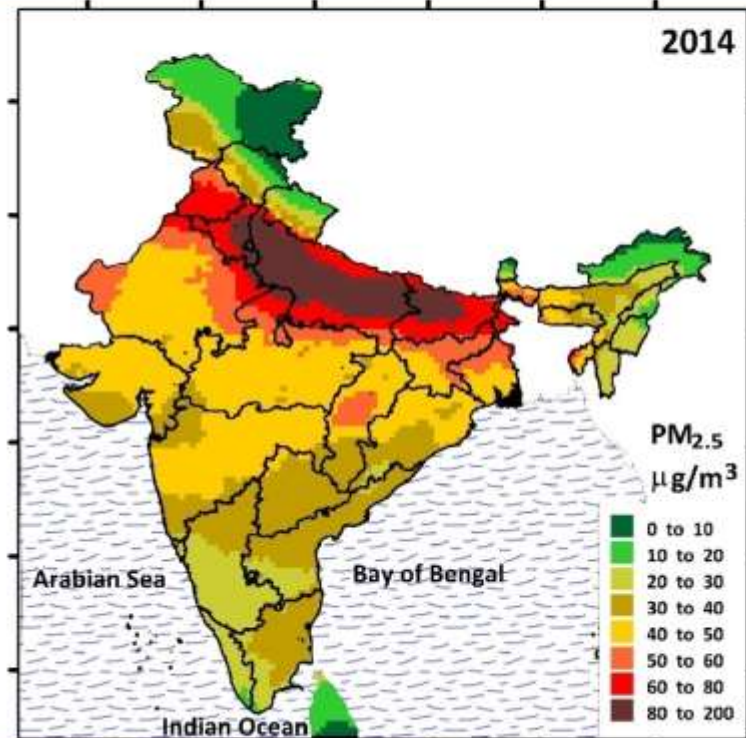 2014
PM2.5
μg/m3
0 to 10
10 to 20
20 to 30
30 to 40
40 to 50
50 to 60
60 to 80
80 to 200
Arabian Sea
Bay of Bengal
Indian Ocean